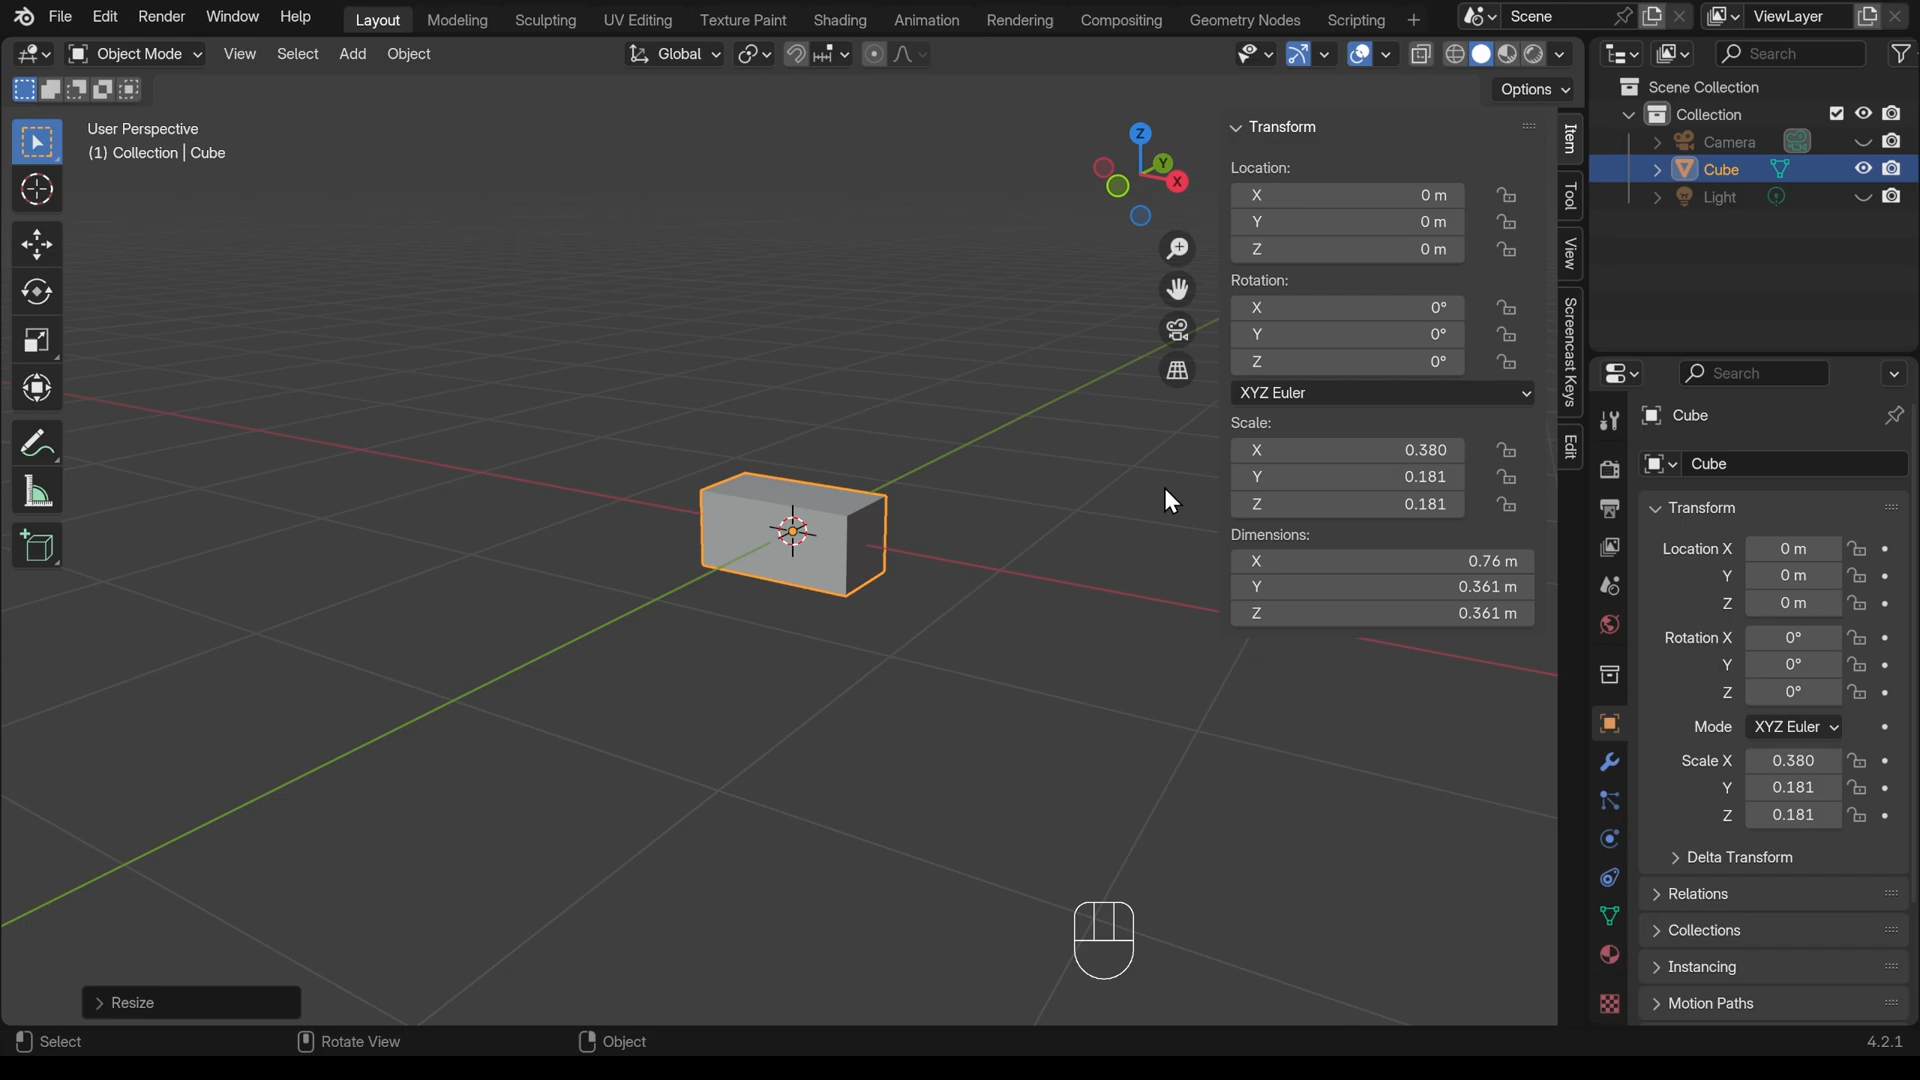 File Edit Render Window Help Layout Modeling Sculpting UV Editing Texture Paint Shading Animation Rendering Compositing Geometry Nodes Scripting + Scene ViewLayer
Object Mode View Select Add Object Global Search
Options
User Perspective
(1) Collection | Cube
Z
Y
X
Transform
Location:
X 0 m
Y 0 m
Z 0 m
Rotation:
X 0°
Y 0°
Z 0°
XYZ Euler
Scale:
X 0.380
Y 0.181
Z 0.181
Dimensions:
X 0.76 m
Y 0.361 m
Z 0.361 m
Item
Tool
View
Screencast Keys
Edit
Scene Collection
Collection
Camera
Cube
Light
Search
Cube
Cube
Transform
Location X 0 m
Y 0 m
Z 0 m
Rotation X 0°
Y 0°
Z 0°
Mode XYZ Euler
Scale X 0.380
Y 0.181
Z 0.181
Delta Transform
Relations
Collections
Instancing
Motion Paths
Resize
Select Rotate View Object 4.2.1